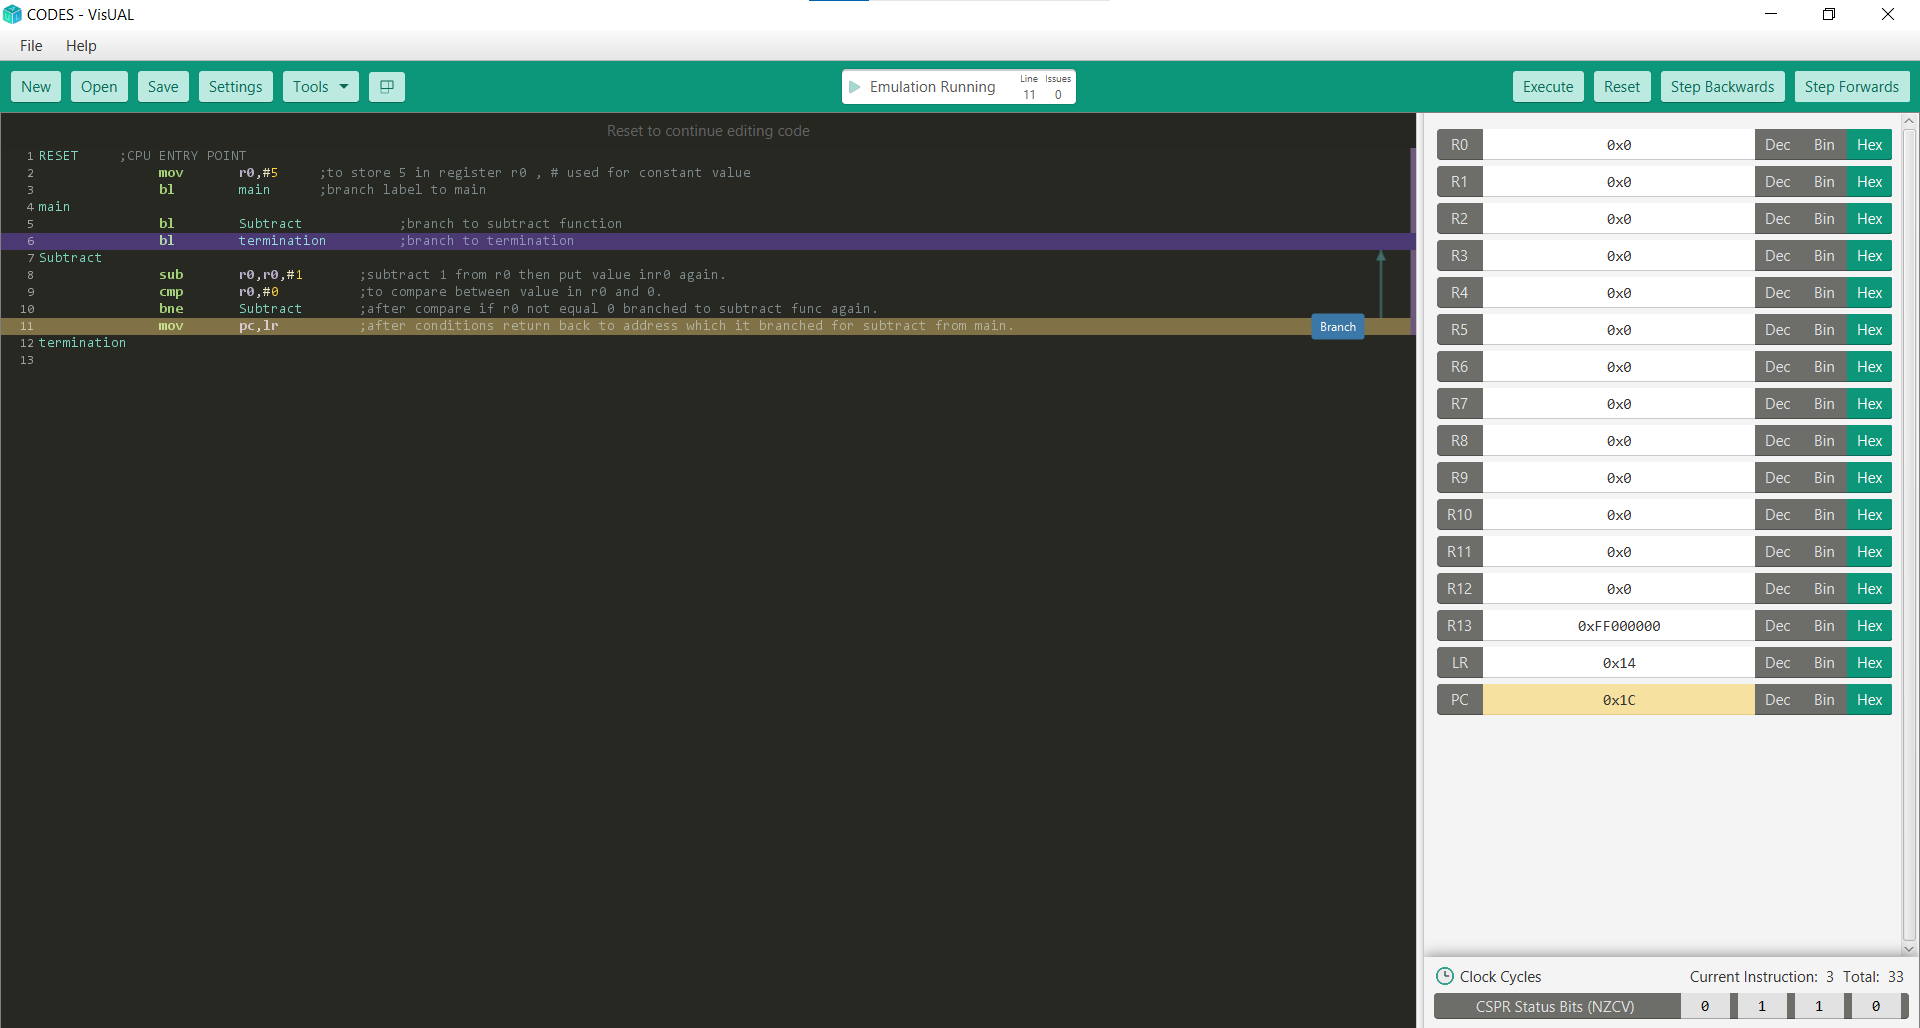 CODES - VisUAL
File Help
New Open Save Settings Tools
Emulation Running Line 11 Issues 0
Execute Reset Step Backwards Step Forwards
Reset to continue editing code
1 RESET ;CPU ENTRY POINT
2 mov r0,#5 ;to store 5 in register r0 , # used for constant value
3 bl main ;branch label to main
4 main
5 bl Subtract ;branch to subtract function
6 bl termination ;branch to termination
7 Subtract
8 sub r0,r0,#1 ;subtract 1 from r0 then put value inr0 again.
9 cmp r0,#0 ;to compare between value in r0 and 0.
10 bne Subtract ;after compare if r0 not equal 0 branched to subtract func again.
11 mov pc,lr ;after conditions return back to address which it branched for subtract from main. Branch
12 termination
13
R0 0x0 Dec Bin Hex
R1 0x0 Dec Bin Hex
R2 0x0 Dec Bin Hex
R3 0x0 Dec Bin Hex
R4 0x0 Dec Bin Hex
R5 0x0 Dec Bin Hex
R6 0x0 Dec Bin Hex
R7 0x0 Dec Bin Hex
R8 0x0 Dec Bin Hex
R9 0x0 Dec Bin Hex
R10 0x0 Dec Bin Hex
R11 0x0 Dec Bin Hex
R12 0x0 Dec Bin Hex
R13 0xFF000000 Dec Bin Hex
LR 0x14 Dec Bin Hex
PC 0x1C Dec Bin Hex
Clock Cycles Current Instruction: 3 Total: 33
CSPR Status Bits (NZCV) 0 1 1 0